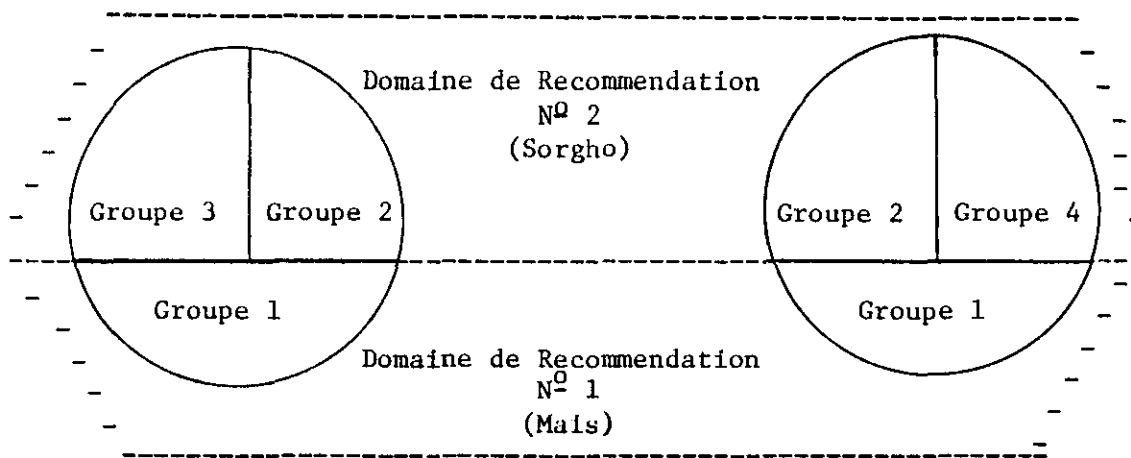 Domaine de Recommendation
Nº 2
(Sorgho)
Groupe 3
Groupe 2
Groupe 2
Groupe 4
Groupe 1
Groupe 1
Domaine de Recommendation
Nº 1
(Mais)